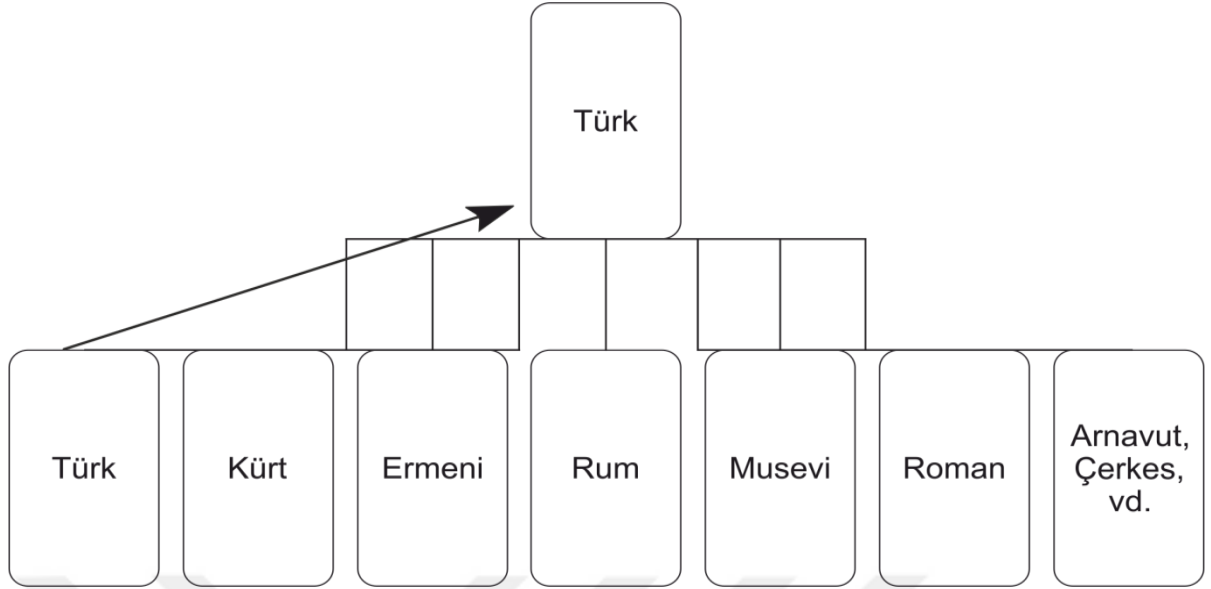 Türk
Türk
Kürt
Ermeni
Rum
Musevi
Roman
Arnavut,
Çerkes,
vd.